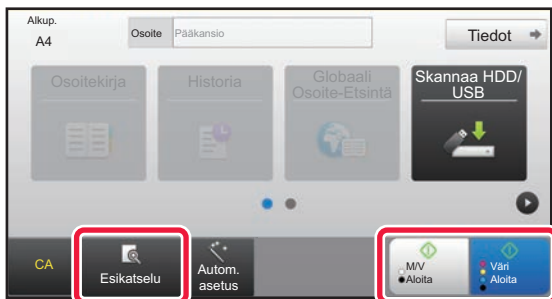 Alkup.
A4
Osoite
Pääkansio
Tiedot
Osoitekirja
Historia
Globaali
Osoite-Etsintä
Skannaa HDD/
USB
CA
Esikatselu
Autom.
asetus
M/V
Aloita
Väri
Aloita